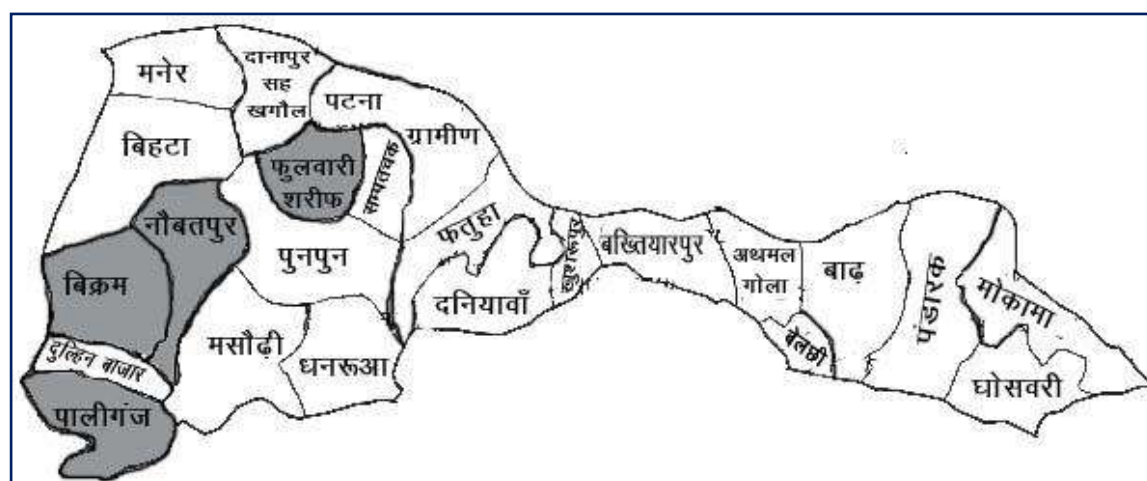 मनेर
दानापुर
सह
खगौल
पटना
ग्रामीण
बिहटा
फुलवारी
शरीफ
सम्पतचक
नौबतपुर
पुनपुन
फतुहा
खुशरूपुर
बख्तियारपुर
अथमल
गोला
बाढ़
पंडारक
मोकामा
बिक्रम
दनियावाँ
मसौढ़ी
धनरूआ
बेलछी
घोसवरी
दुल्हिन बाजार
पालीगंज